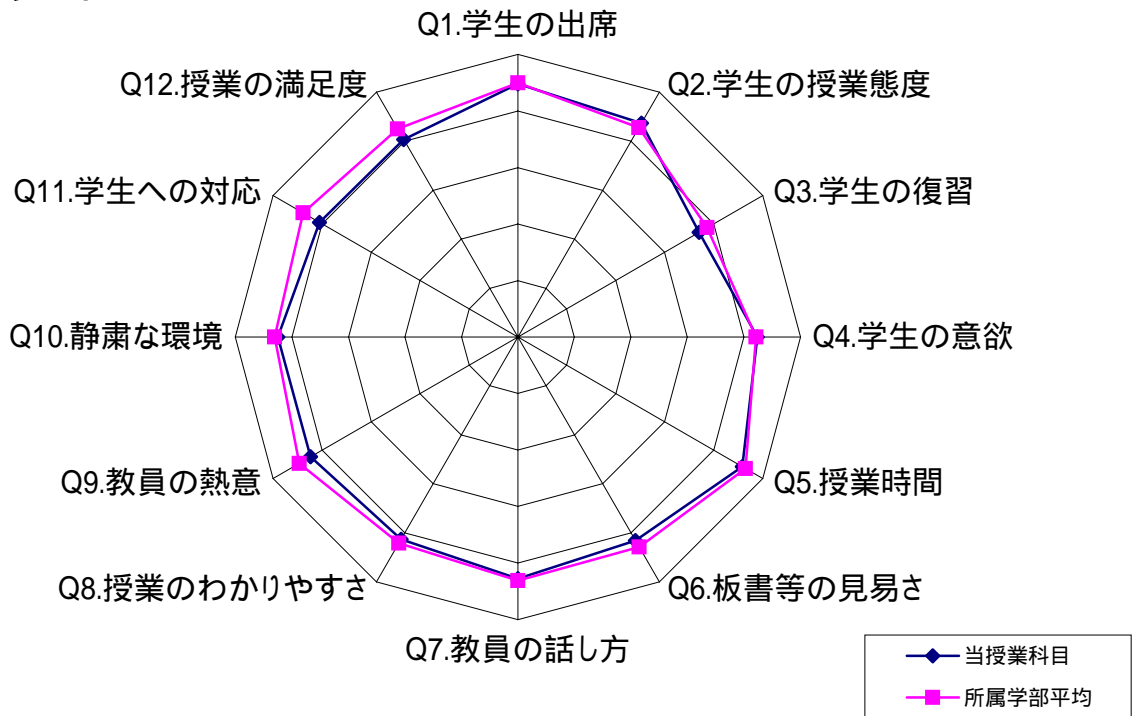 Q1.学生の出席
Q2.学生の授業態度
Q3.学生の復習
Q4.学生の意欲
Q5.授業時間
Q6.板書等の見易さ
Q7.教員の話し方
Q8.授業のわかりやすさ
Q9.教員の熱意
Q10.静粛な環境
Q11.学生への対応
Q12.授業の満足度
当授業科目
所属学部平均